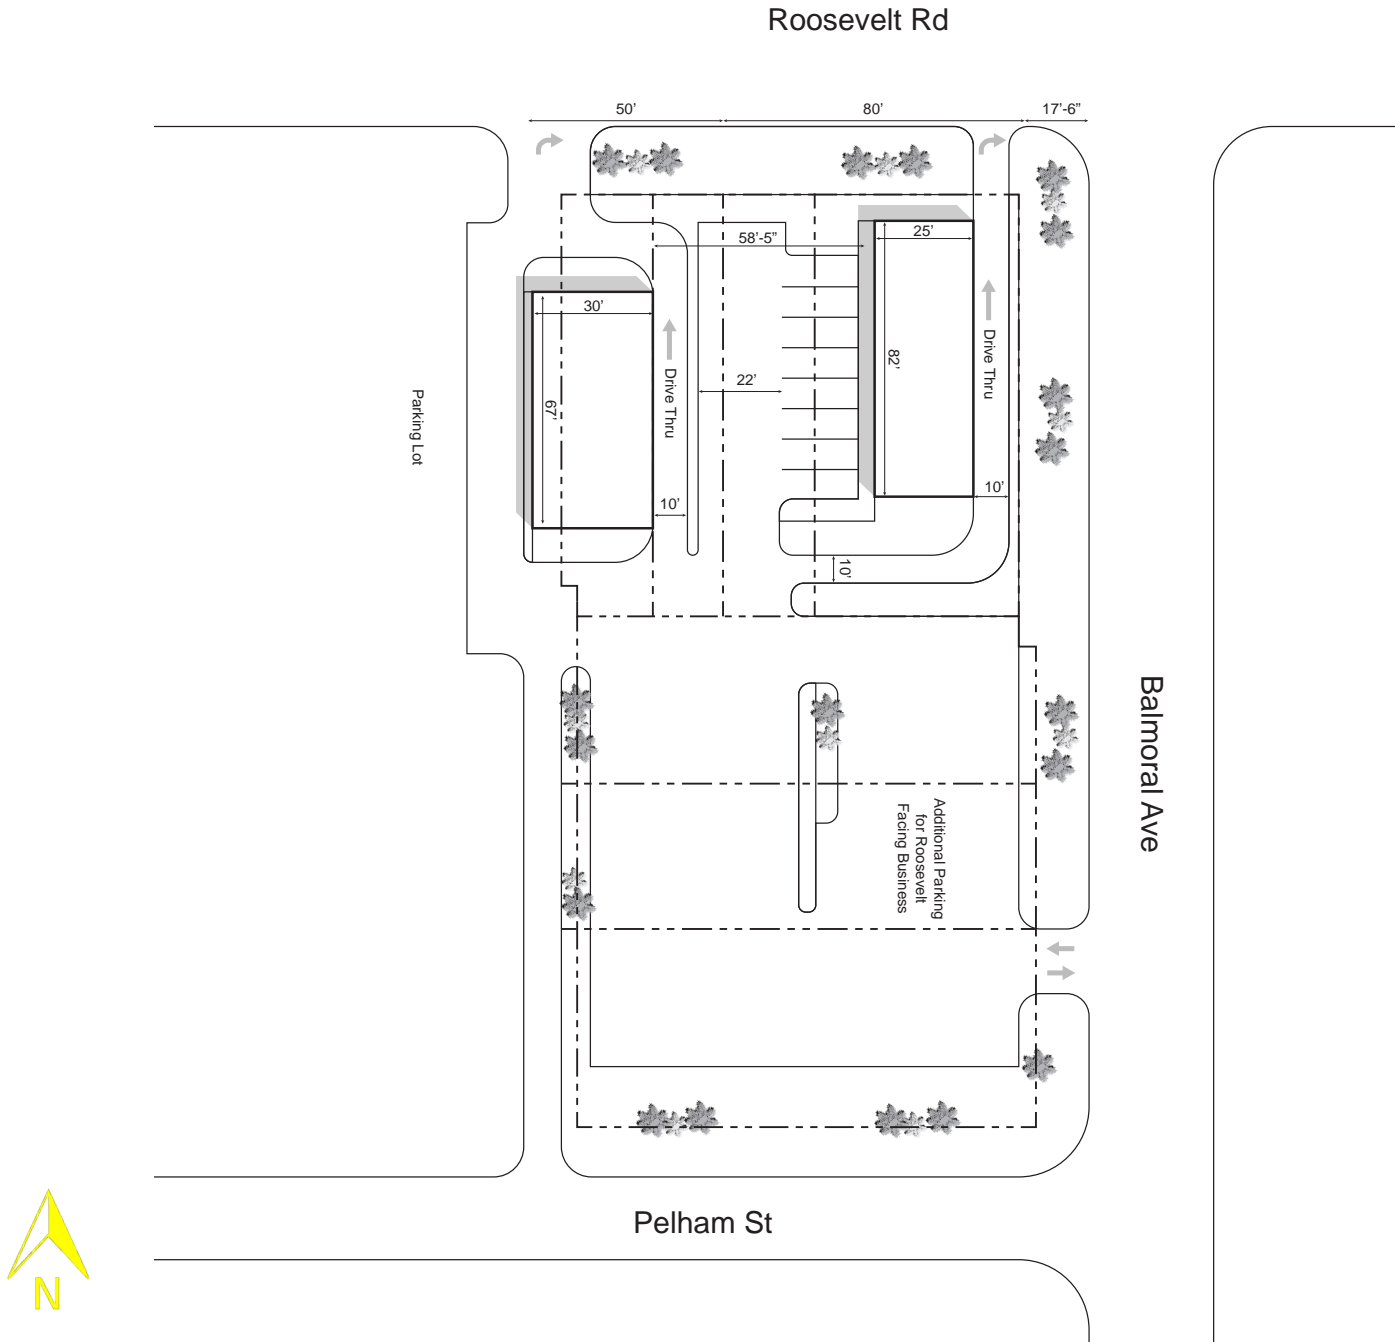 Roosevelt Rd
50’
80’
17’-6”
58’-5”
25’
30’
Drive Thru
82’
22’
Drive Thru
Parking Lot
67’
10’
10’
10’
Balmoral Ave
Additional Parking
for Roosevelt
Facing Business
Pelham St
N